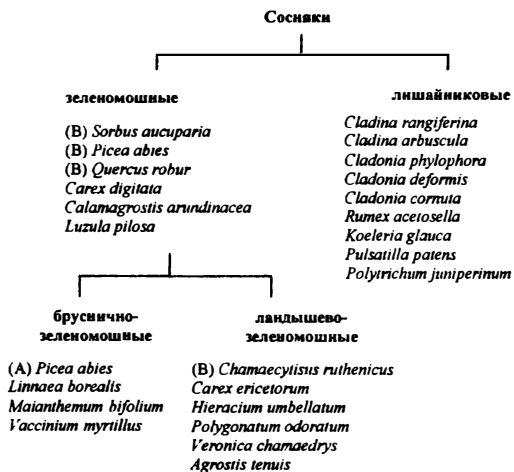 Сосняки
зеленомошные
(B) Sorbus aucuparia
(B) Picea abies
(B) Quercus robur
Carex digitata
Calamagrostis arundinacea
Luzula pilosa
лишайниковые
Cladina rangiferina
Cladina arbuscula
Cladonia phylophora
Cladonia deformis
Cladonia cornuta
Rumex acetosella
Koeleria glauca
Pulsatilla patens
Polytrichum juniperinum
бруснично-
зеленомошные
(A) Picea abies
Linnaea borealis
Maianthemum bifolium
Vaccinium myrtillus
ландышево-
зеленомошные
(B) Chamaecytisus ruthenicus
Carex ericetorum
Hieracium umbellatum
Polygonatum odoratum
Veronica chamaedrys
Agrostis tenuis